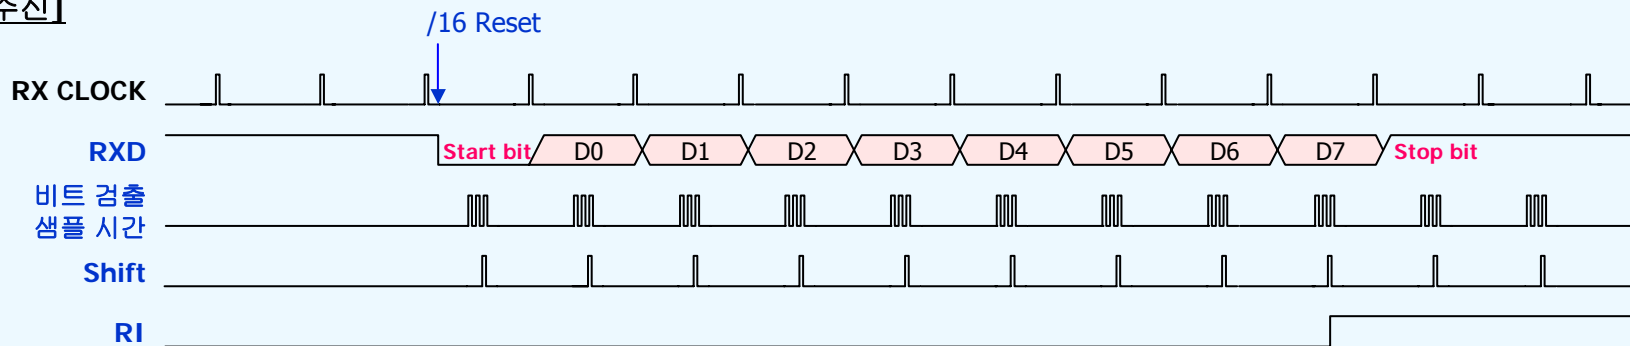 수신]
/16 Reset
RX CLOCK
RXD
Start bit D0 D1 D2 D3 D4 D5 D6 D7 Stop bit
비트 검출
샘플 시간
Shift
RI